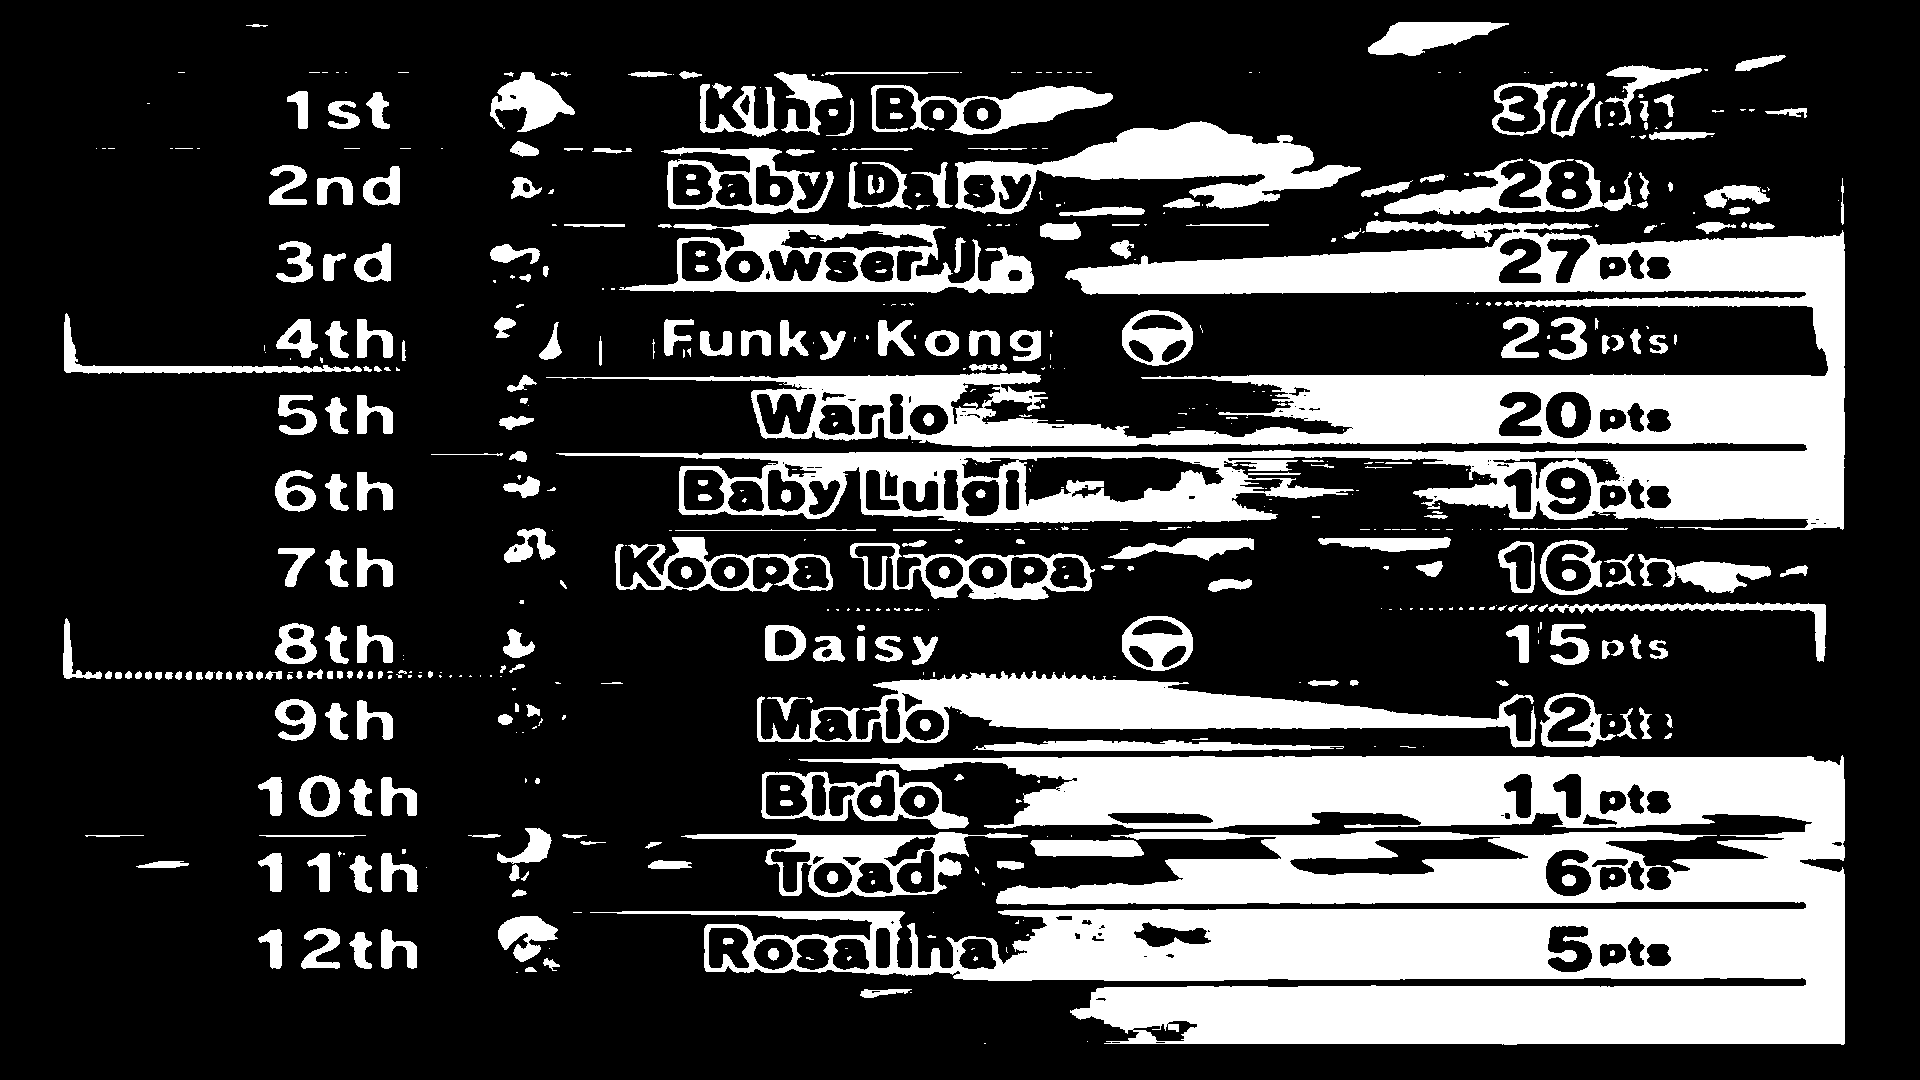 1st King Boo 37pts
2nd Baby Daisy 28pts
3rd Bowser Jr. 27pts
4th Funky Kong 23pts
5th Wario 20pts
6th Baby Luigi 19pts
7th Koopa Troopa 16pts
8th Daisy 15pts
9th Mario 12pts
10th Birdo 11pts
11th Toad 6pts
12th Rosalina 5pts